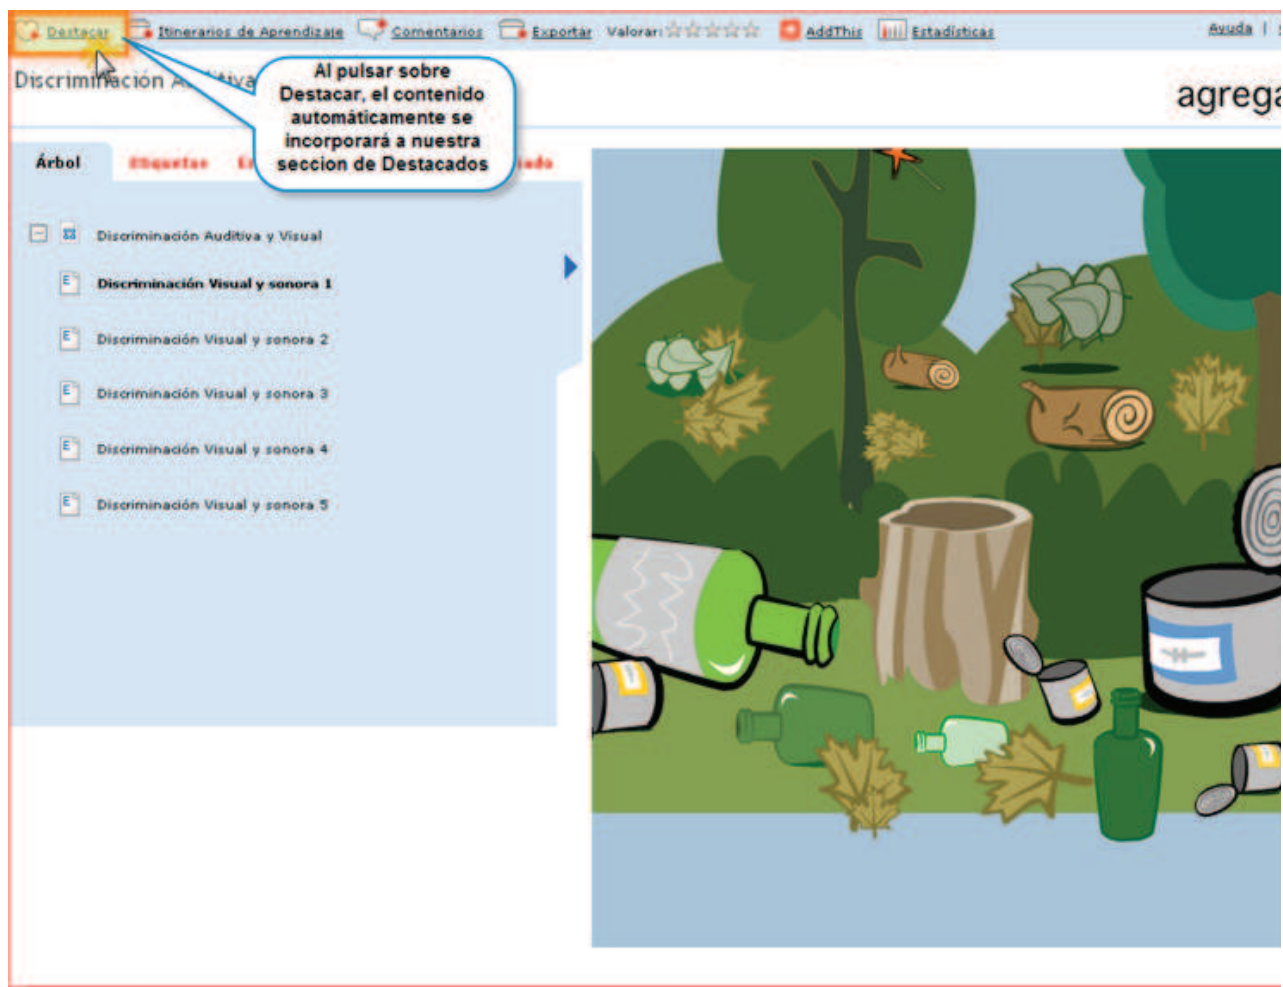 Destacar Itinerarios de Aprendizaje Comentarios Exportar Valorar: AddThis Estadísticas Ayuda |
Discriminación
agrega
Al pulsar sobre
Destacar, el contenido
automáticamente se
incorporará a nuestra
seccion de Destacados
Árbol Etiquetas
Discriminación Auditiva y Visual
Discriminación Visual y sonora 1
Discriminación Visual y sonora 2
Discriminación Visual y sonora 3
Discriminación Visual y sonora 4
Discriminación Visual y sonora 5